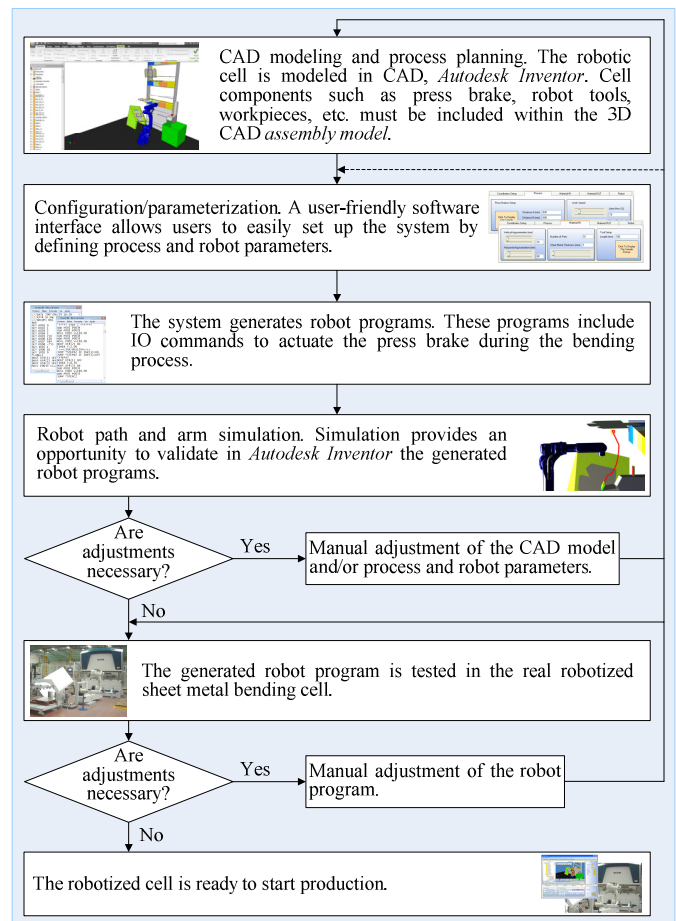 CAD modeling and process planning. The robotic
cell is modeled in CAD, Autodesk Inventor. Cell
components such as press brake, robot tools,
workpieces, etc. must be included within the 3D
CAD assembly model.
Configuration/parameterization. A user-friendly software
interface allows users to easily set up the system by
defining process and robot parameters.
The system generates robot programs. These programs include
IO commands to actuate the press brake during the bending
process.
Robot path and arm simulation. Simulation provides an
opportunity to validate in Autodesk Inventor the generated
robot programs.
Are
adjustments
necessary?
Yes
Manual adjustment of the CAD model
and/or process and robot parameters.
No
The generated robot program is tested in the real robotized
sheet metal bending cell.
Are
adjustments
necessary?
Yes
Manual adjustment of the robot
program.
No
The robotized cell is ready to start production.